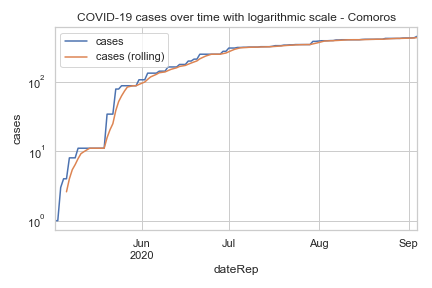 COVID-19 cases over time with logarithmic scale - Comoros
cases
cases (rolling)
10²
10¹
10⁰
cases
Jun
2020
Jul
Aug
Sep
dateRep